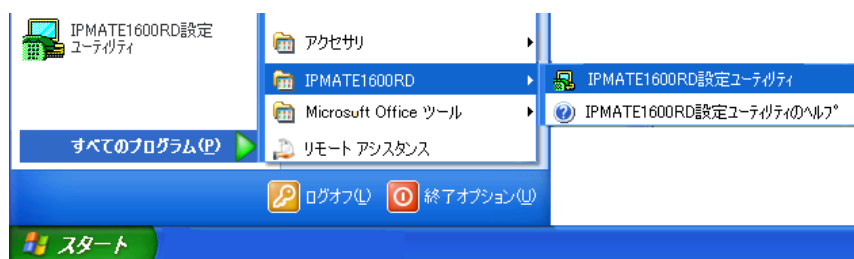 IPMATE1600RD設定
ユーティリティ
アクセサリ
IPMATE1600RD
IPMATE1600RD設定ユーティリティ
Microsoft Office ツール
IPMATE1600RD設定ユーティリティのヘルプ
すべてのプログラム(P)
リモート アシスタンス
ログオフ(L)
終了オプション(U)
スタート